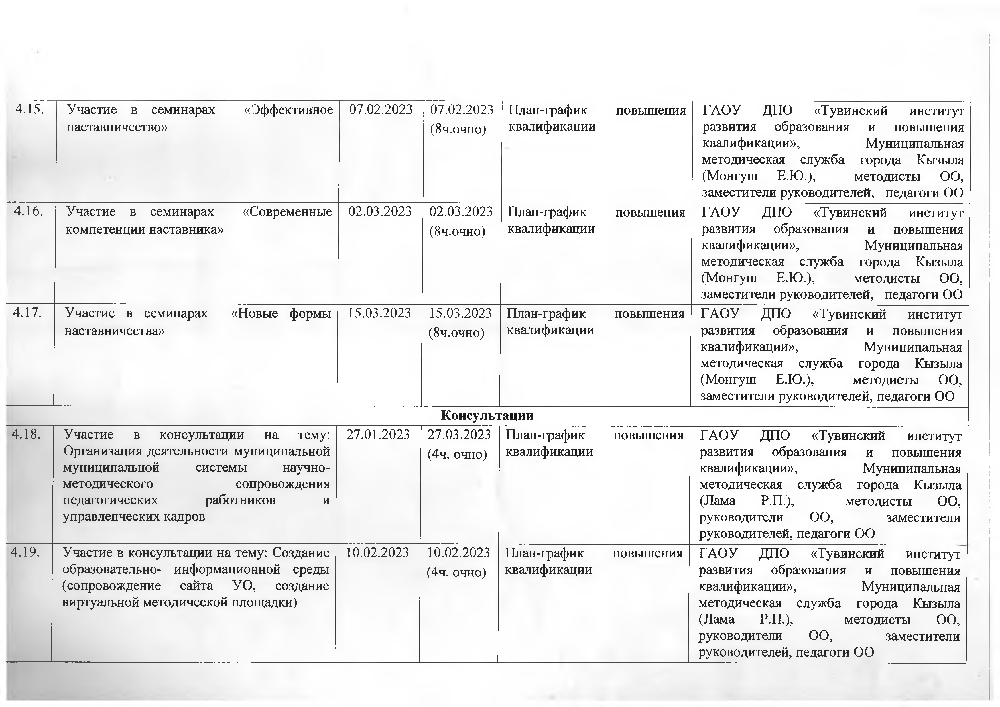 4.15.
Участие в семинарах «Эффективное
наставничество»
07.02.2023
07.02.2023
(8ч.очно)
План-график повышения
квалификации
ГАОУ ДПО «Тувинский институт
развития образования и повышения
квалификации», Муниципальная
методическая служба города Кызыла
(Монгуш Е.Ю.), методисты ОО,
заместители руководителей, педагоги ОО
4.16.
Участие в семинарах «Современные
компетенции наставника»
02.03.2023
02.03.2023
(8ч.очно)
План-график повышения
квалификации
ГАОУ ДПО «Тувинский институт
развития образования и повышения
квалификации», Муниципальная
методическая служба города Кызыла
(Монгуш Е.Ю.), методисты ОО,
заместители руководителей, педагоги ОО
4.17.
Участие в семинарах «Новые формы
наставничества»
15.03.2023
15.03.2023
(8ч.очно)
План-график повышения
квалификации
ГАОУ ДПО «Тувинский институт
развития образования и повышения
квалификации», Муниципальная
методическая служба города Кызыла
(Монгуш Е.Ю.), методисты ОО,
заместители руководителей, педагоги ОО
Консультации
4.18.
Участие в консультации на тему:
Организация деятельности муниципальной
муниципальной системы научно-
методического сопровождения
педагогических работников и
управленческих кадров
27.01.2023
27.03.2023
(4ч. очно)
План-график повышения
квалификации
ГАОУ ДПО «Тувинский институт
развития образования и повышения
квалификации», Муниципальная
методическая служба города Кызыла
(Лама Р.П.), методисты ОО,
руководители ОО, заместители
руководителей, педагоги ОО
4.19.
Участие в консультации на тему: Создание
образовательно- информационной среды
(сопровождение сайта УО, создание
виртуальной методической площадки)
10.02.2023
10.02.2023
(4ч. очно)
План-график повышения
квалификации
ГАОУ ДПО «Тувинский институт
развития образования и повышения
квалификации», Муниципальная
методическая служба города Кызыла
(Лама Р.П.), методисты ОО,
руководители ОО, заместители
руководителей, педагоги ОО